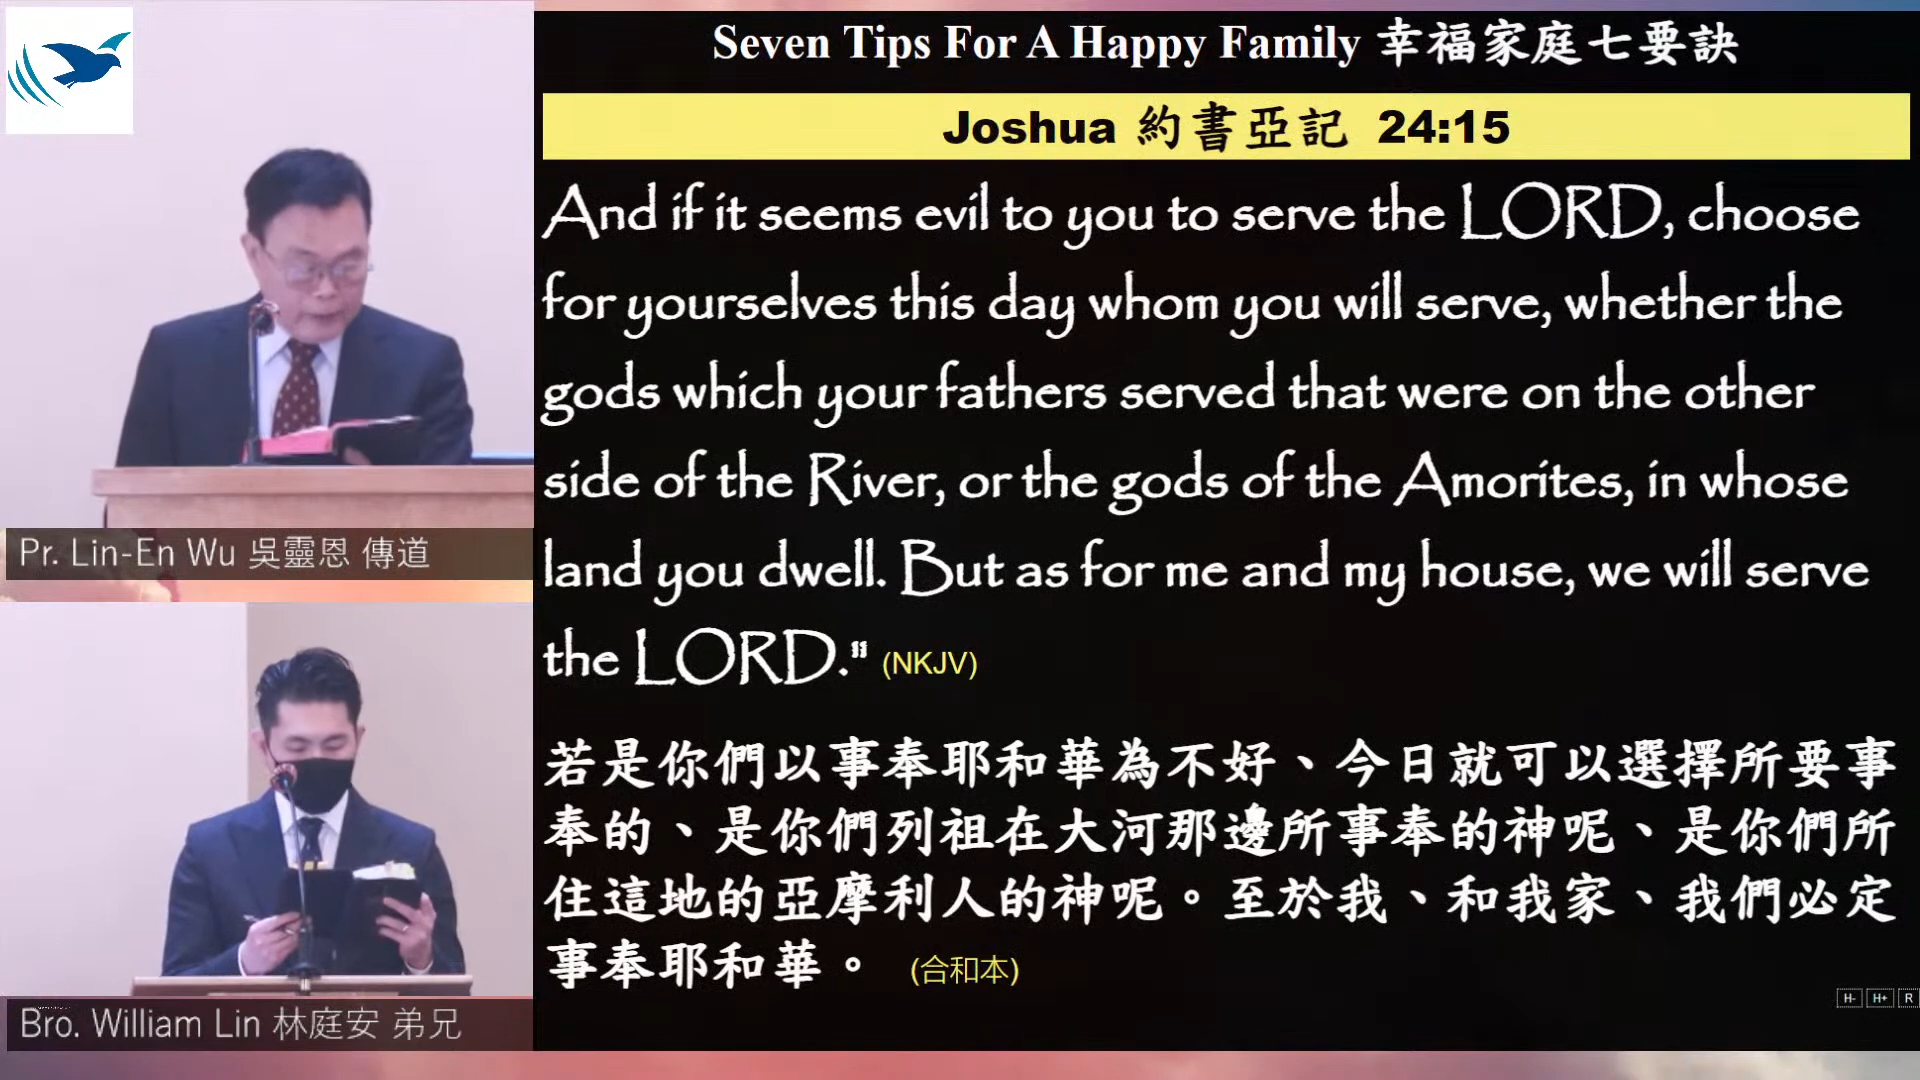 Seven Tips For A Happy Family 幸福家庭七要訣
Joshua 約書亞記 24:15
And if it seems evil to you to serve the LORD, choose
for yourselves this day whom you will serve, whether the
gods which your fathers served that were on the other
side of the River, or the gods of the Amorites, in whose
land you dwell. But as for me and my house, we will serve
the LORD." (NKJV)
若是你們以事奉耶和華為不好、今日就可以選擇所要事
奉的、是你們列祖在大河那邊所事奉的神呢、是你們所
住這地的亞摩利人的神呢。至於我、和我家、我們必定
事奉耶和華。 (合和本)
Pr. Lin-En Wu 吳靈恩 傳道
Bro. William Lin 林庭安 弟兄
H- H+ R